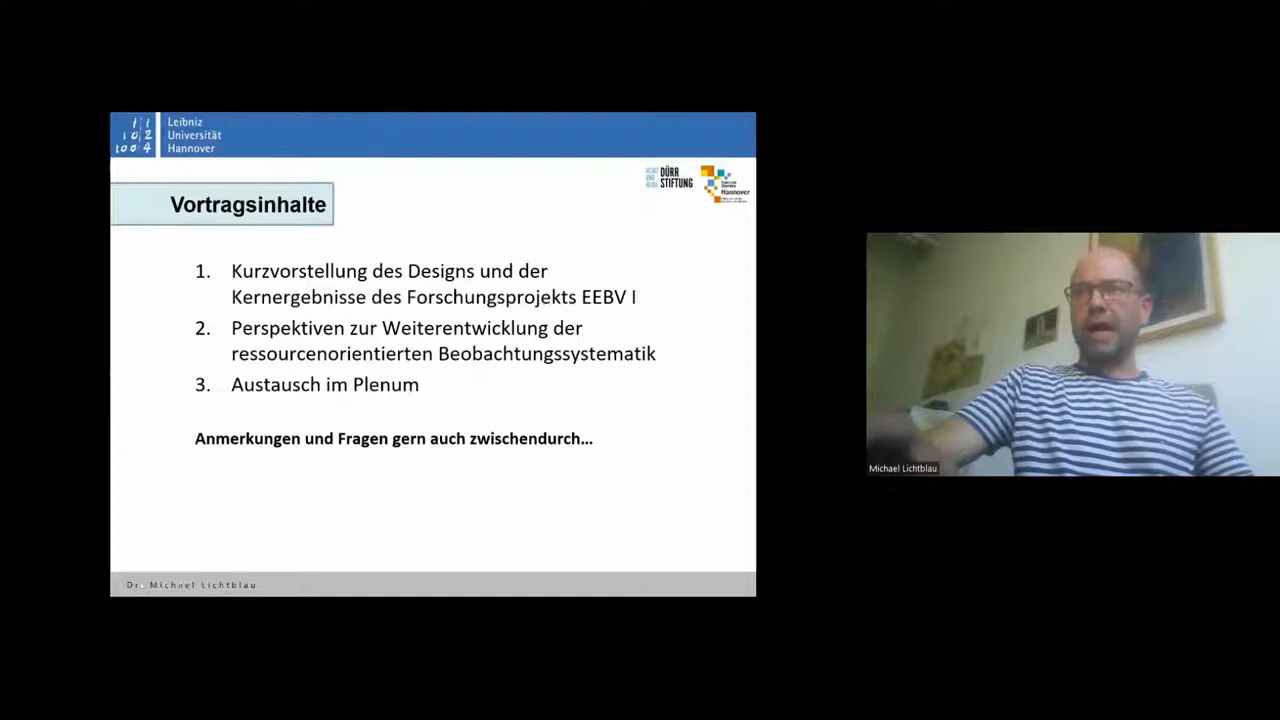 Leibniz
Universität
Hannover
DÜRR
STIFTUNG
Hannover
Vortragsinhalte
1. Kurzvorstellung des Designs und der
Kernergebnisse des Forschungsprojekts EEBV I
2. Perspektiven zur Weiterentwicklung der
ressourcenorientierten Beobachtungssystematik
3. Austausch im Plenum
Anmerkungen und Fragen gern auch zwischendurch...
Dr. Michael Lichtblau
Michael Lichtblau